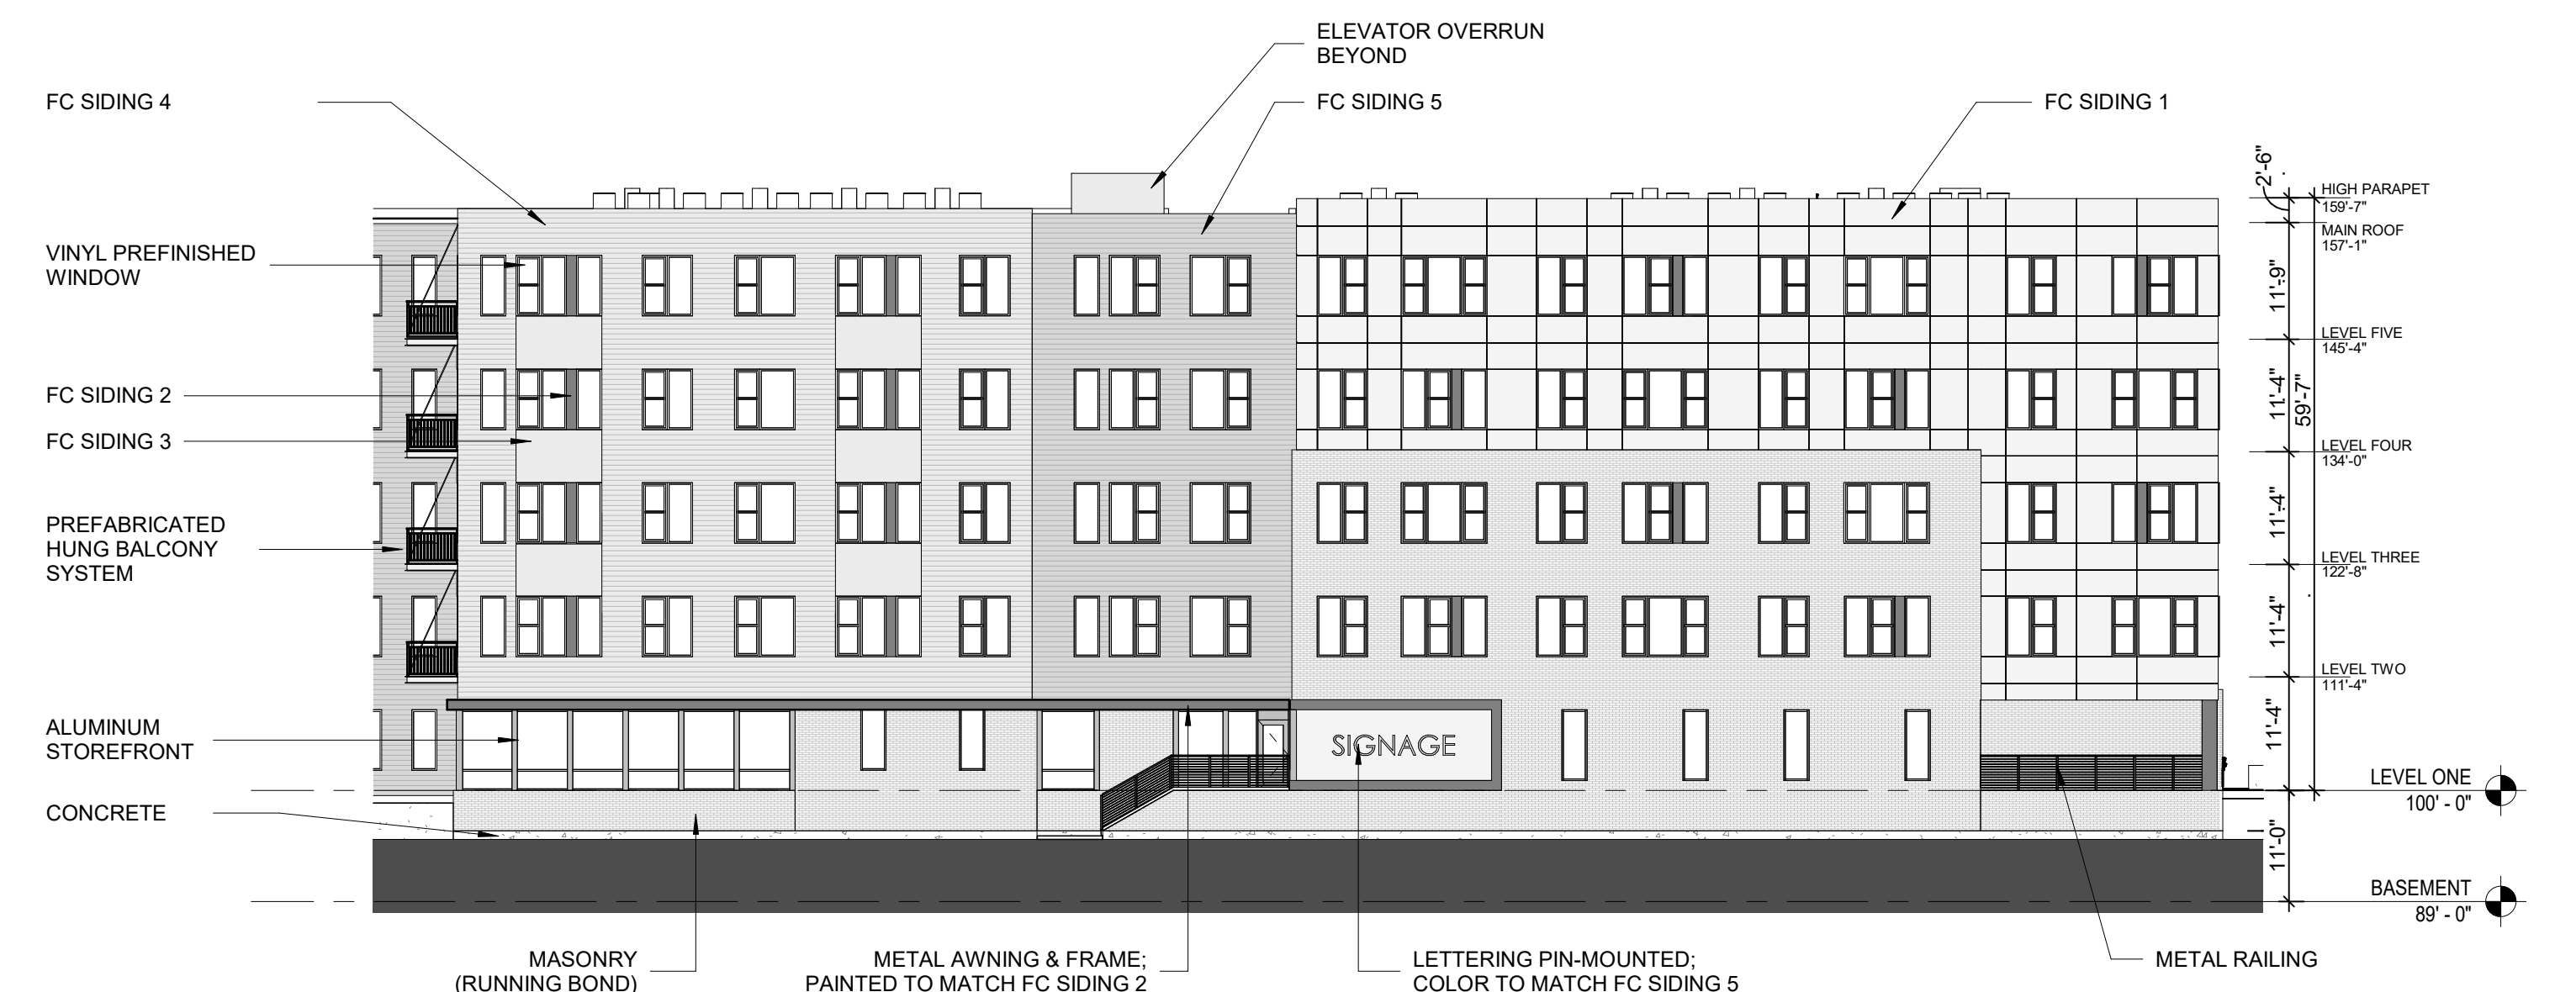 ELEVATOR OVERRUN
BEYOND
FC SIDING 4
FC SIDING 5
FC SIDING 1
VINYL PREFINISHED
WINDOW
FC SIDING 2
FC SIDING 3
PREFABRICATED
HUNG BALCONY
SYSTEM
ALUMINUM
STOREFRONT
CONCRETE
SIGNAGE
2'-6"
HIGH PARAPET
159'-7"
MAIN ROOF
157'-1"
11'-9"
LEVEL FIVE
145'-4"
11'-4"
59'-7"
LEVEL FOUR
134'-0"
11'-4"
LEVEL THREE
122'-8"
11'-4"
LEVEL TWO
111'-4"
11'-4"
LEVEL ONE
100' - 0"
11'-0"
BASEMENT
89' - 0"
MASONRY
(RUNNING BOND)
METAL AWNING & FRAME;
PAINTED TO MATCH FC SIDING 2
LETTERING PIN-MOUNTED;
COLOR TO MATCH FC SIDING 5
METAL RAILING